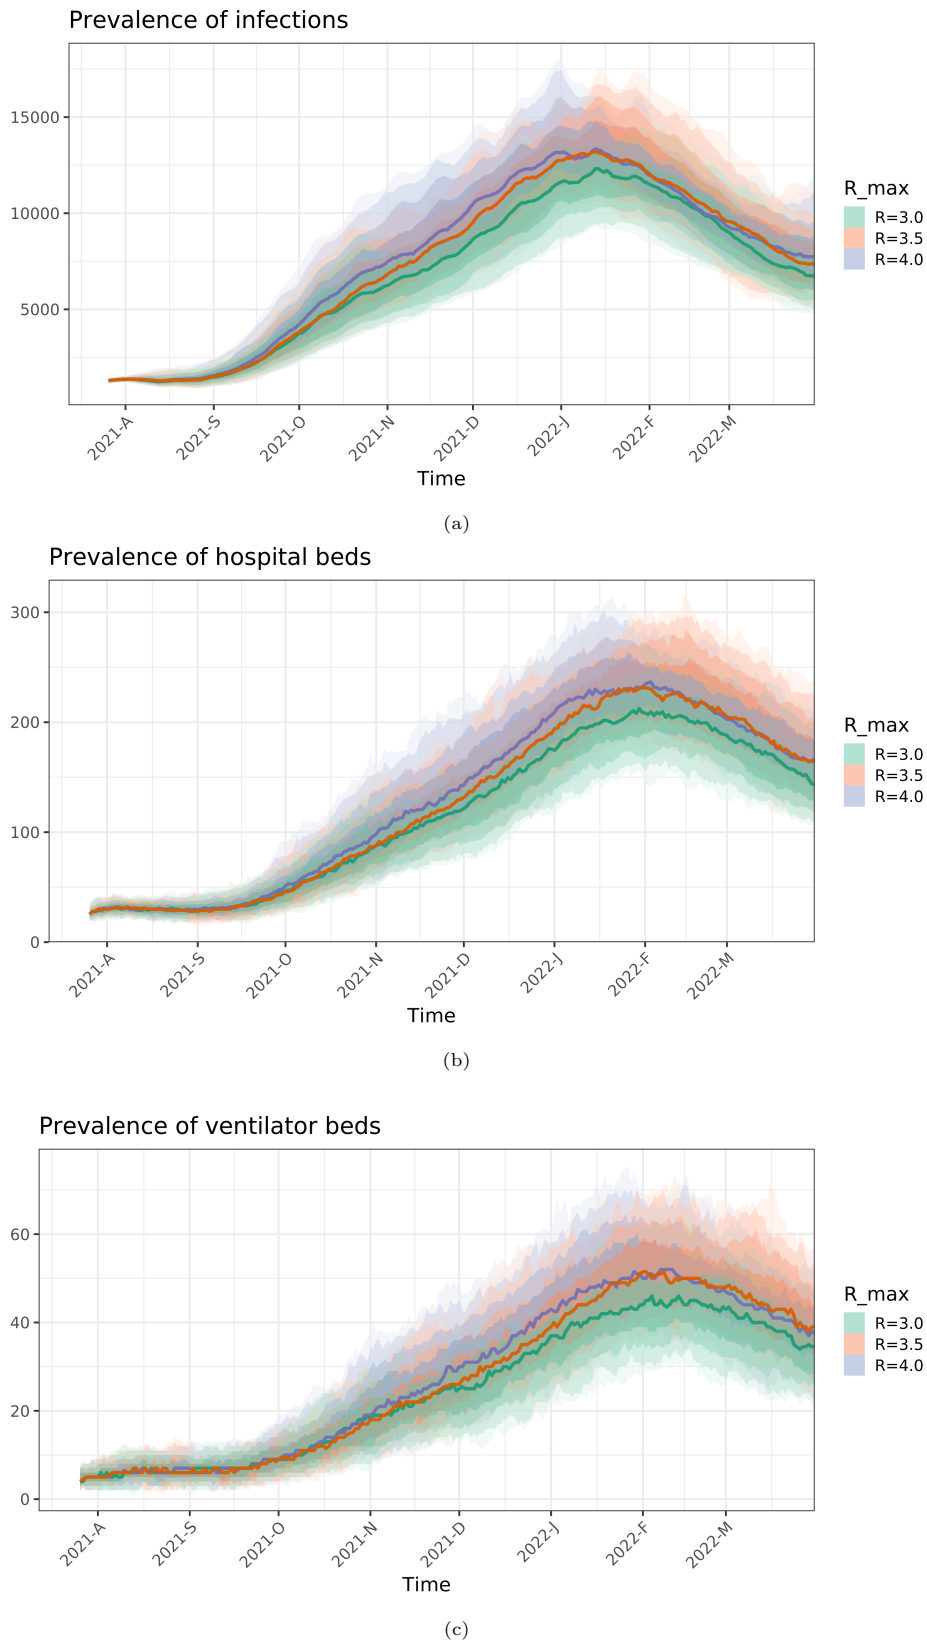 Prevalence of infections
15000
10000
5000
2021-A
2021-S
2021-O
2021-N
2021-D
2022-J
2022-F
2022-M
Time
R_max
R=3.0
R=3.5
R=4.0
(a)
Prevalence of hospital beds
300
200
100
0
2021-A
2021-S
2021-O
2021-N
2021-D
2022-J
2022-F
2022-M
Time
R_max
R=3.0
R=3.5
R=4.0
(b)
Prevalence of ventilator beds
60
40
20
0
2021-A
2021-S
2021-O
2021-N
2021-D
2022-J
2022-F
2022-M
Time
R_max
R=3.0
R=3.5
R=4.0
(c)